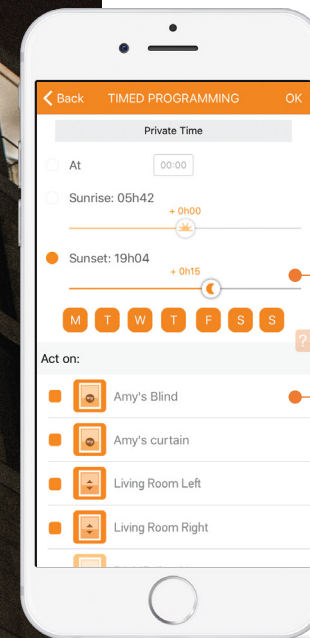 Back TIMED PROGRAMMING OK
Private Time
At 00:00
Sunrise: 05h42
+ 0h00
Sunset: 19h04
+ 0h15
M T W T F S S
?
Act on:
Amy's Blind
Amy's curtain
Living Room Left
Living Room Right